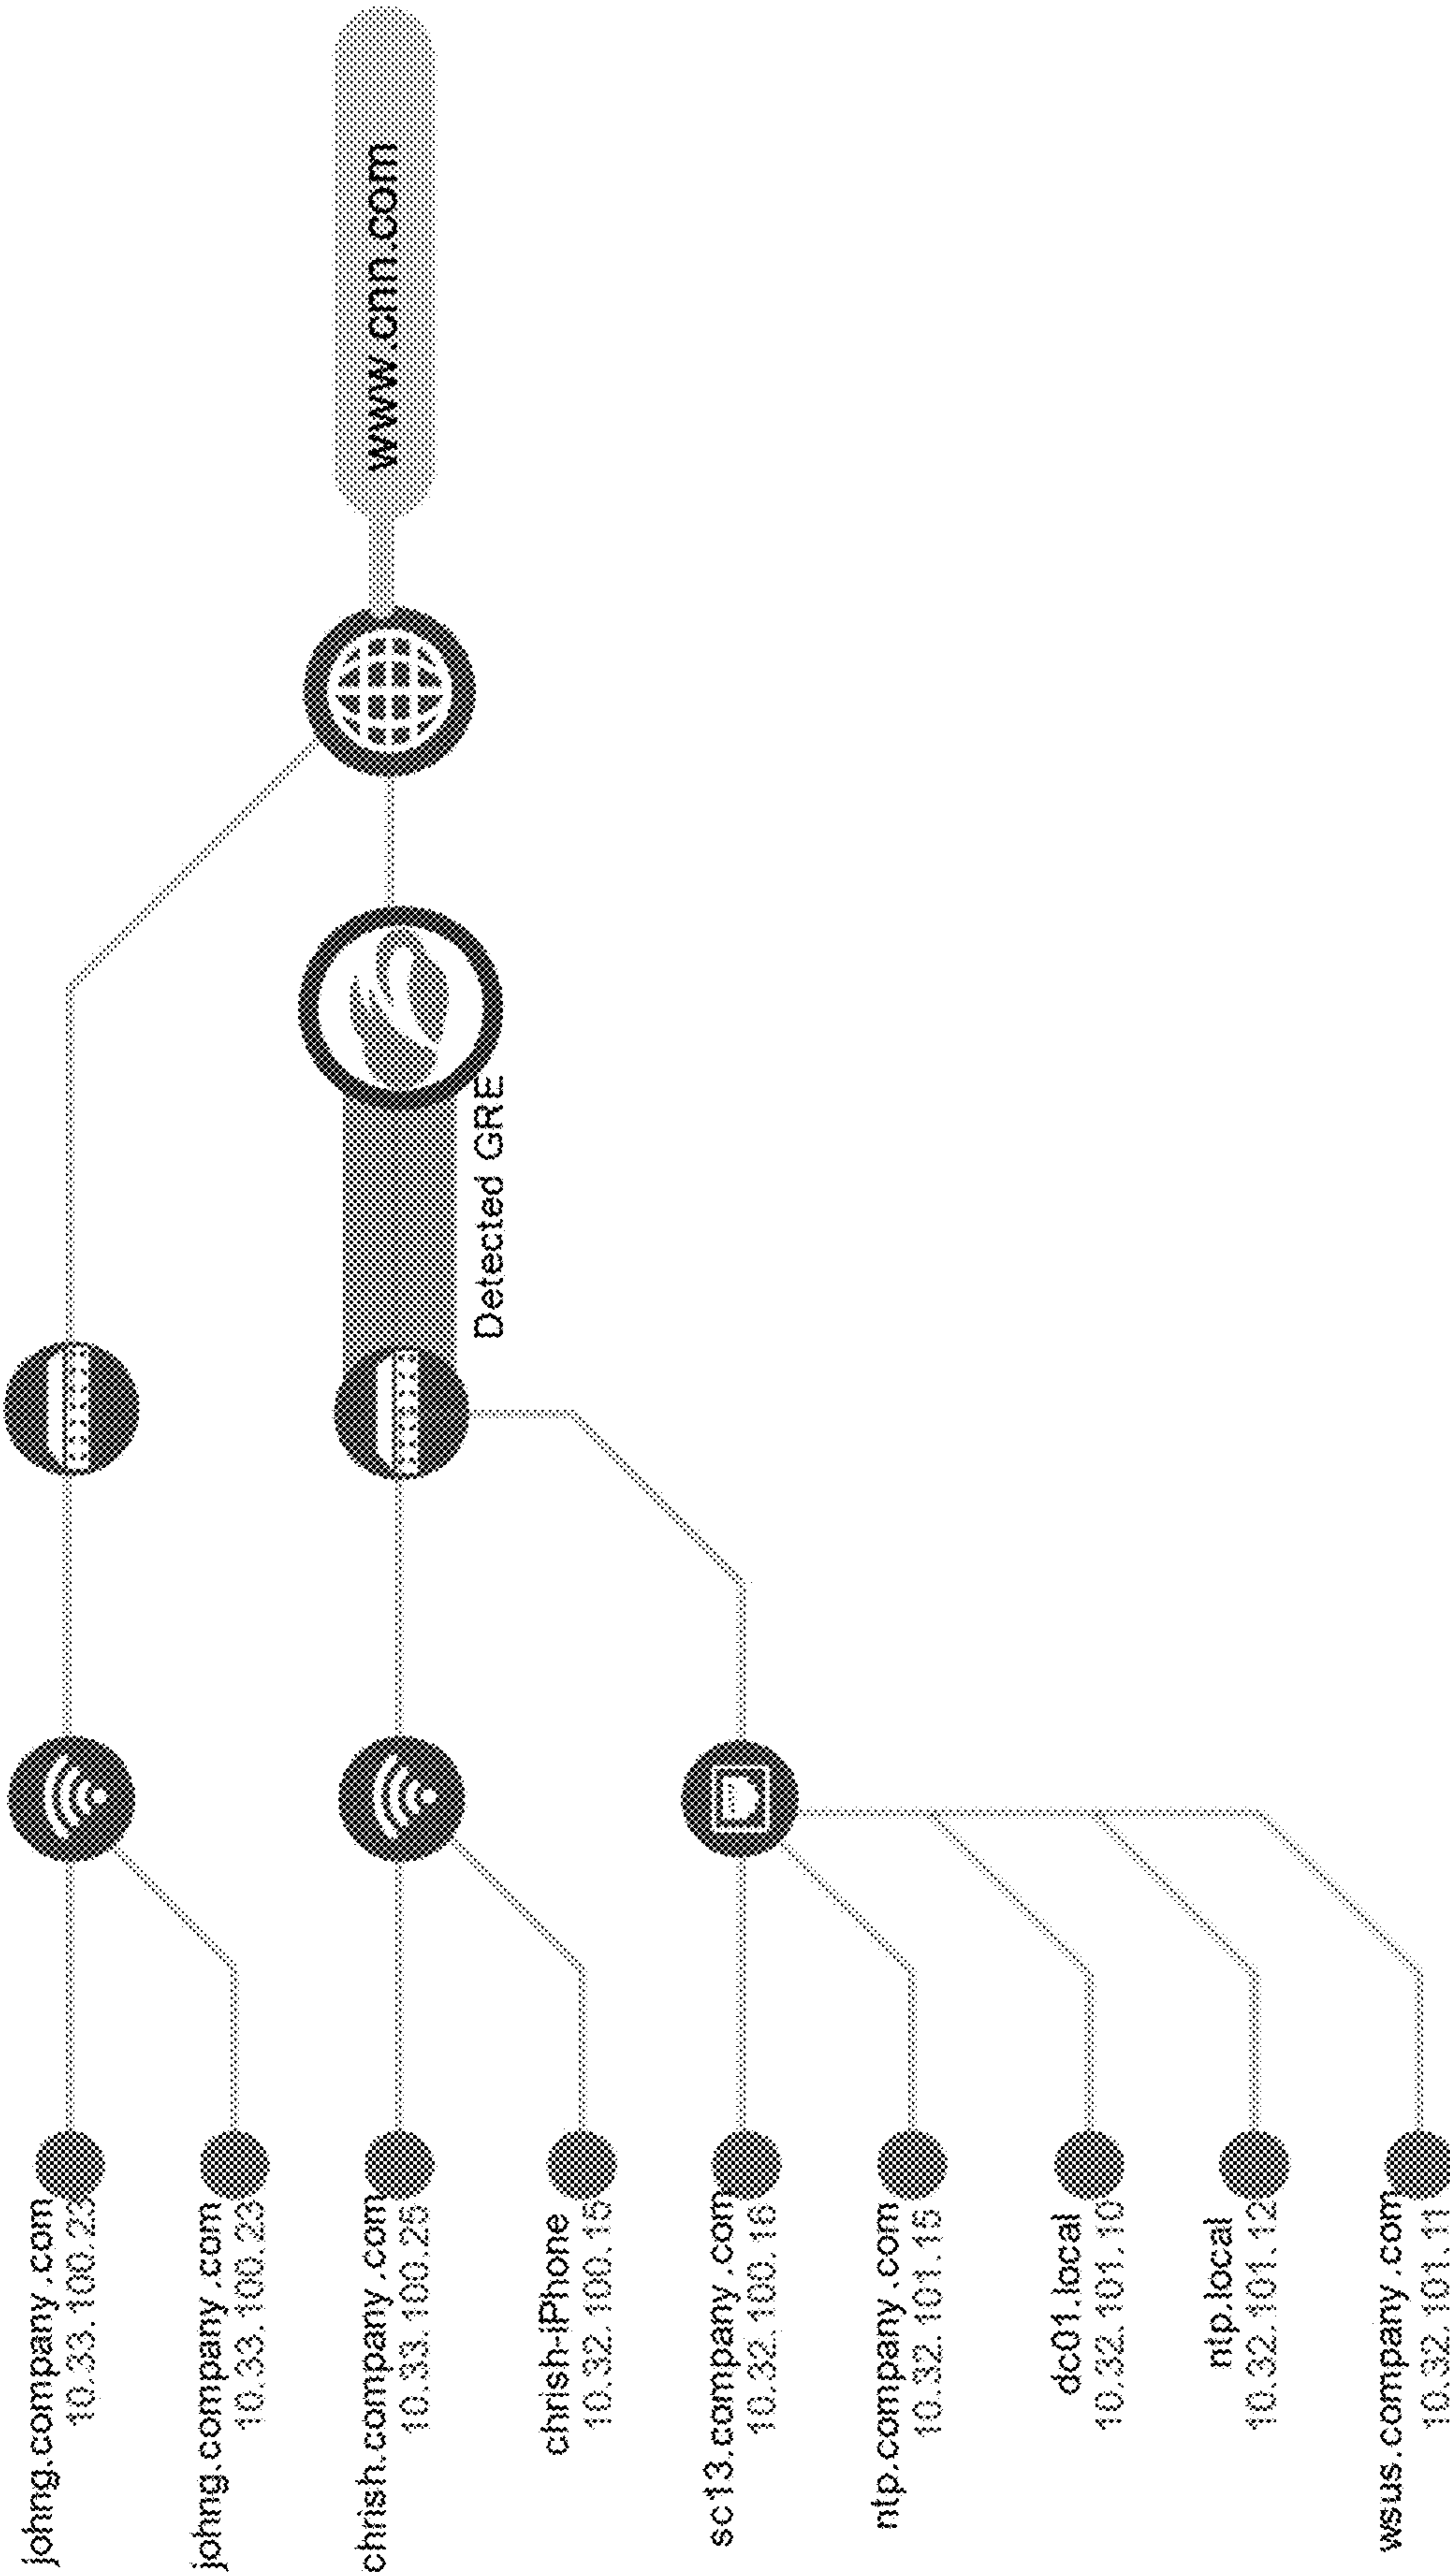 johng.company.com
10.33.100.23
johng.company.com
10.33.100.23
chrish.company.com
10.33.100.25
chrish-iPhone
10.32.100.15
sc13.company.com
10.32.100.16
ntp.company.com
10.32.101.15
dc01.local
10.32.101.10
ntp.local
10.32.101.12
wsus.company.com
10.32.101.11
Detected GRE
www.cnn.com